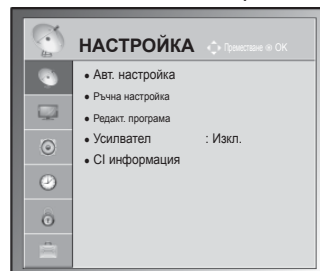 НАСТРОЙКА Преместване OK
• Авт. настройка
• Ръчна настройка
• Редакт. програма
• Усилвател : Изкл.
• CI информация